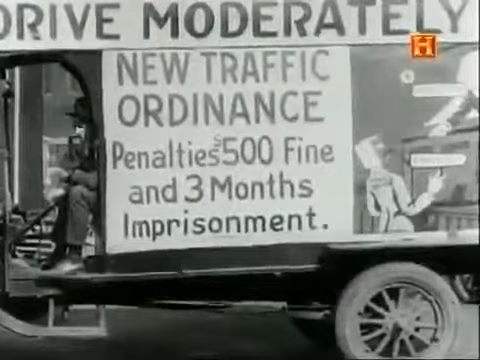 DRIVE MODERATELY
H
NEW TRAFFIC
ORDINANCE
Penalties $500 Fine
and 3 Months
Imprisonment.